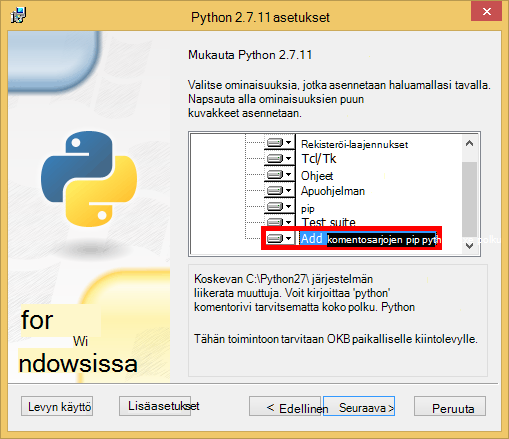 Python 2.7.11 asetukset
Mukauta Python 2.7.11
Valitse ominaisuuksia, jotka asennetaan haluamallasi tavalla.
Napsauta alla ominaisuuksien puun
kuvakkeet asennetaan.
Rekisteröi-laajennukset
Tcl/Tk
Ohjeet
Apuohjelman
pip
Test suite
Add komentosarjojen pip
Koskevan C:\Python27\ järjestelmän
liikerata muuttuja. Voit kirjoittaa 'python'
komentorivi tarvitsematta koko polku. Python
Tähän toimintoon tarvitaan OKB paikalliselle kiintolevylle.
for
Wi
ndowsissa
Levyn käyttö
Lisäasetukset
< Edellinen
Seuraava >
Peruuta